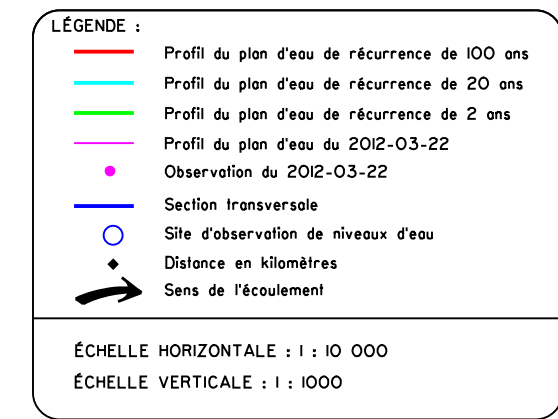 LÉGENDE :
Profil du plan d'eau de récurrence de 100 ans
Profil du plan d'eau de récurrence de 20 ans
Profil du plan d'eau de récurrence de 2 ans
Profil du plan d'eau du 2012-03-22
Observation du 2012-03-22
Section transversale
Site d'observation de niveaux d'eau
Distance en kilomètres
Sens de l'écoulement
ÉCHELLE HORIZONTALE : 1 : 10 000
ÉCHELLE VERTICALE : 1 : 1000